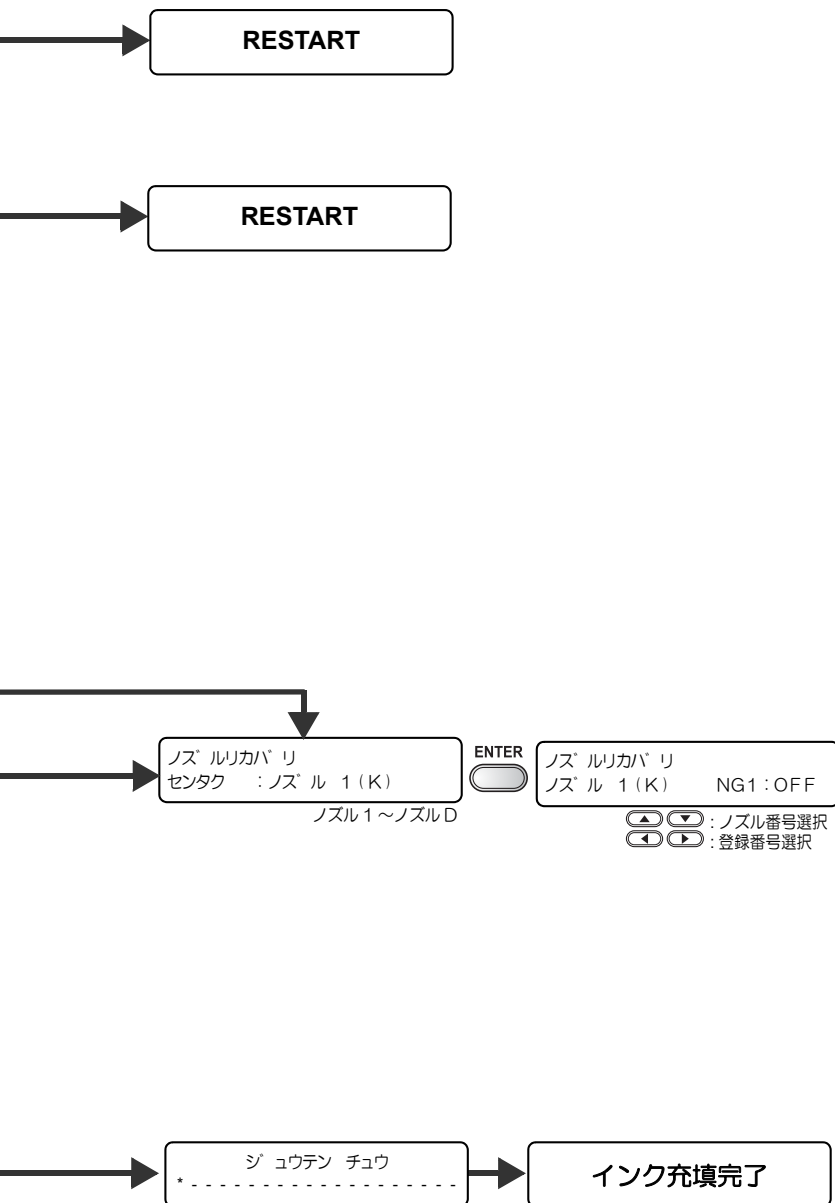 RESTART
RESTART
ノズルリカバリ
センタク　:ノズル　1(K)
ノズル1～ノズルD
ENTER
ノズルリカバリ
ノズル　1(K)　　NG1:OFF
:ノズル番号選択
:登録番号選択
ジュウテン　チュウ
* - - - - - - - - - - - - - - - - - - -
インク充填完了